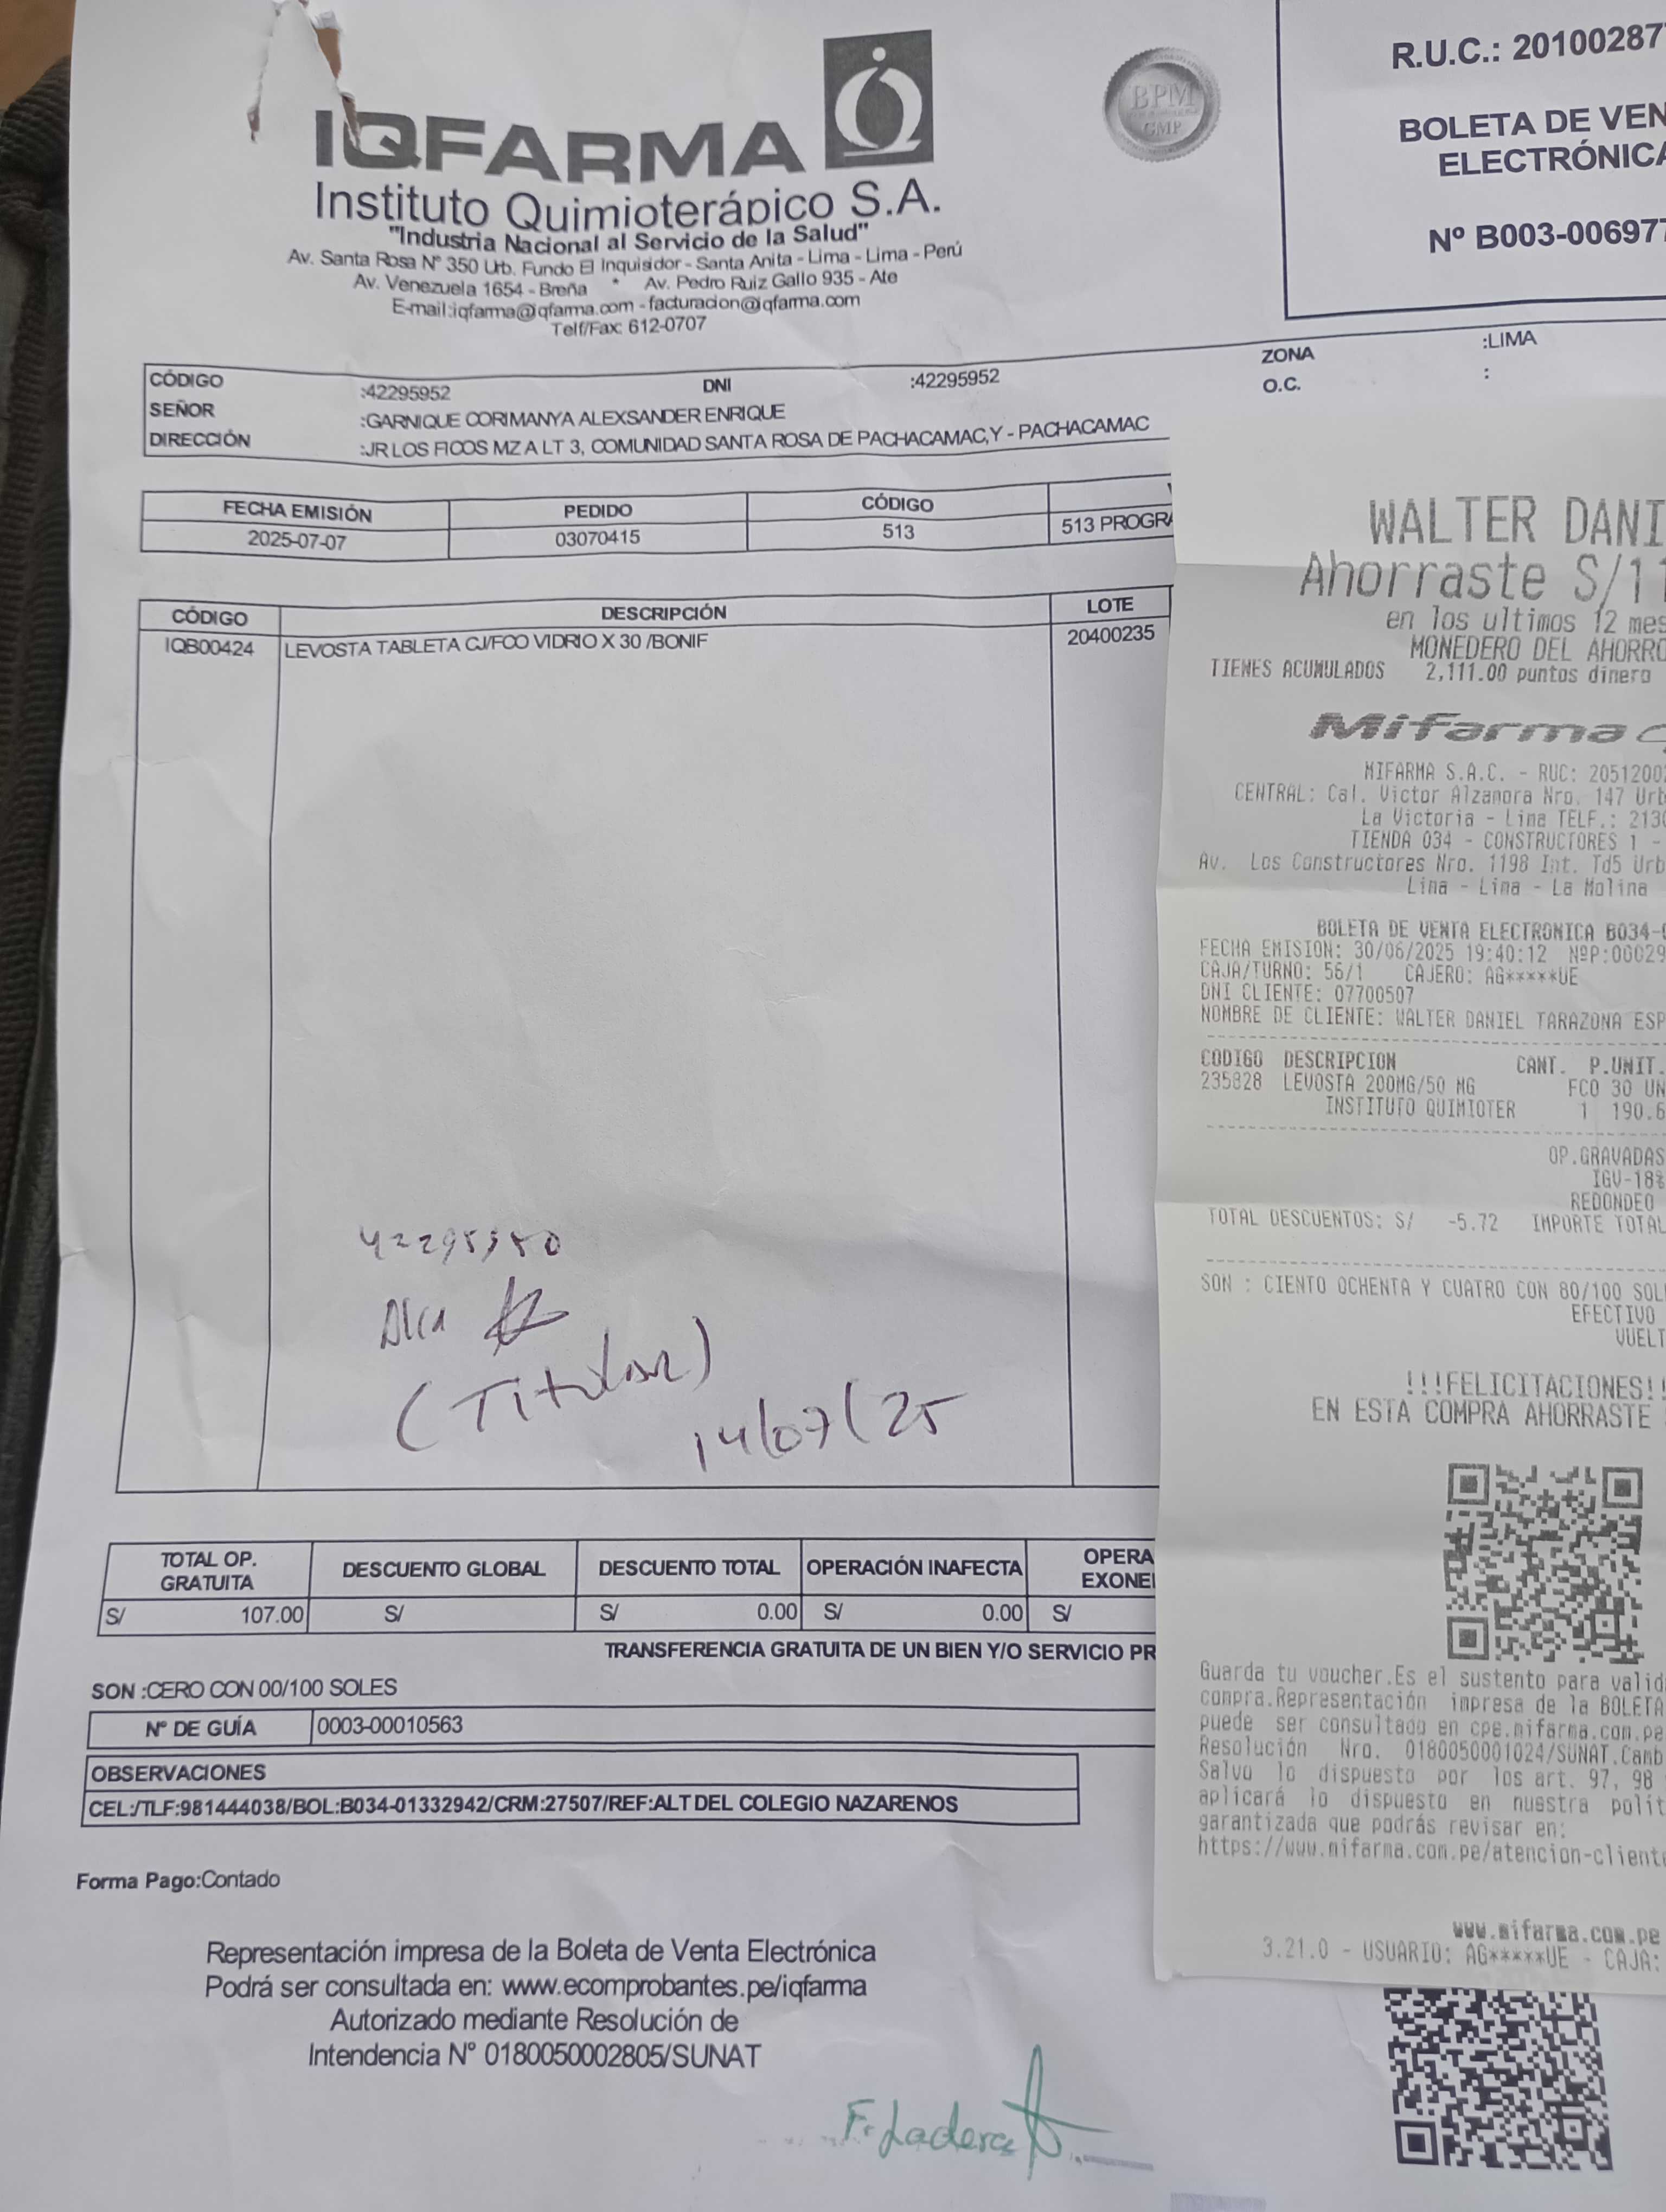 IQFARMA
Instituto Quimioterápico S.A.
"Industria Nacional al Servicio de la Salud"
Av. Santa Rosa Nº 350 Urb. Fundo El Inquisidor - Santa Anita - Lima - Lima - Perú
Av. Venezuela 1654 - Breña * Av. Pedro Ruiz Gallo 935 - Ate
E-mail:iqfarma@iqfarma.com - facturacion@iqfarma.com
Telf/Fax: 612-0707
BPM
GMP
R.U.C.: 20100287
BOLETA DE VEN
ELECTRÓNICA
Nº B003-006977
CÓDIGO :42295952 DNI :42295952
SEÑOR :GARNIQUE CORIMANYA ALEXSANDER ENRIQUE
DIRECCIÓN :JR LOS FICOS MZ A LT 3, COMUNIDAD SANTA ROSA DE PACHACAMAC,Y - PACHACAMAC
ZONA :LIMA
O.C. :
FECHA EMISIÓN PEDIDO CÓDIGO
2025-07-07 03070415 513 513 PROGRA
CÓDIGO DESCRIPCIÓN LOTE
IQB00424 LEVOSTA TABLETA CJ/FCO VIDRIO X 30 /BONIF 20400235
(Titular)
14/07/25
TOTAL OP. GRATUITA DESCUENTO GLOBAL DESCUENTO TOTAL OPERACIÓN INAFECTA OPERA
EXONE
S/ 107.00 S/ S/ 0.00 S/ 0.00 S/
TRANSFERENCIA GRATUITA DE UN BIEN Y/O SERVICIO PR
SON :CERO CON 00/100 SOLES
Nº DE GUÍA 0003-00010563
OBSERVACIONES
CEL:/TLF:981444038/BOL:B034-01332942/CRM:27507/REF:ALT DEL COLEGIO NAZARENOS
Forma Pago:Contado
Representación impresa de la Boleta de Venta Electrónica
Podrá ser consultada en: www.ecomprobantes.pe/iqfarma
Autorizado mediante Resolución de
Intendencia Nº 0180050002805/SUNAT
F. Ladera
WALTER DANI
Ahorraste S/11
en los ultimos 12 mes
MONEDERO DEL AHORRO
TIENES ACUMULADOS 2,111.00 puntos dinero
Mifarma
MIFARMA S.A.C. - RUC: 2051200
CENTRAL: Cal. Victor Alzamora Nro. 147 Urb
La Victoria - Lima TELF.: 213
TIENDA 034 - CONSTRUCTORES 1 -
Av. Los Constructores Nro. 1198 Int. Td5 Urb
Lima - Lima - La Molina
BOLETA DE VENTA ELECTRONICA B034-
FECHA EMISION: 30/06/2025 19:40:12 NºP:00029
CAJA/TURNO: 56/1 CAJERO: AG*****UE
DNI CLIENTE: 07700507
NOMBRE DE CLIENTE: WALTER DANIEL TARAZONA ESP
CODIGO DESCRIPCION CANT. P.UNIT.
235828 LEVOSTA 200MG/50 MG FCO 30 UN
INSTITUTO QUIMIOTER 1 190.6
OP.GRAVADAS
IGV-18%
REDONDEO
TOTAL DESCUENTOS: S/ -5.72 IMPORTE TOTAL
SON : CIENTO OCHENTA Y CUATRO CON 80/100 SOL
EFECTIVO
VUELT
!!!FELICITACIONES!!
EN ESTA COMPRA AHORRASTE
Guarda tu voucher.Es el sustento para valid
compra.Representación impresa de la BOLETA
puede ser consultado en cpe.mifarma.com.pe
Resolución Nro. 0180050001024/SUNAT.Camb
Salvo lo dispuesto por los art. 97, 98
aplicará lo dispuesto en nuestra polít
garantizada que podrás revisar en:
https://www.mifarma.com.pe/atencion-cliente
www.mifarma.com.pe
3.21.0 - USUARIO: AG*****UE - CAJA: